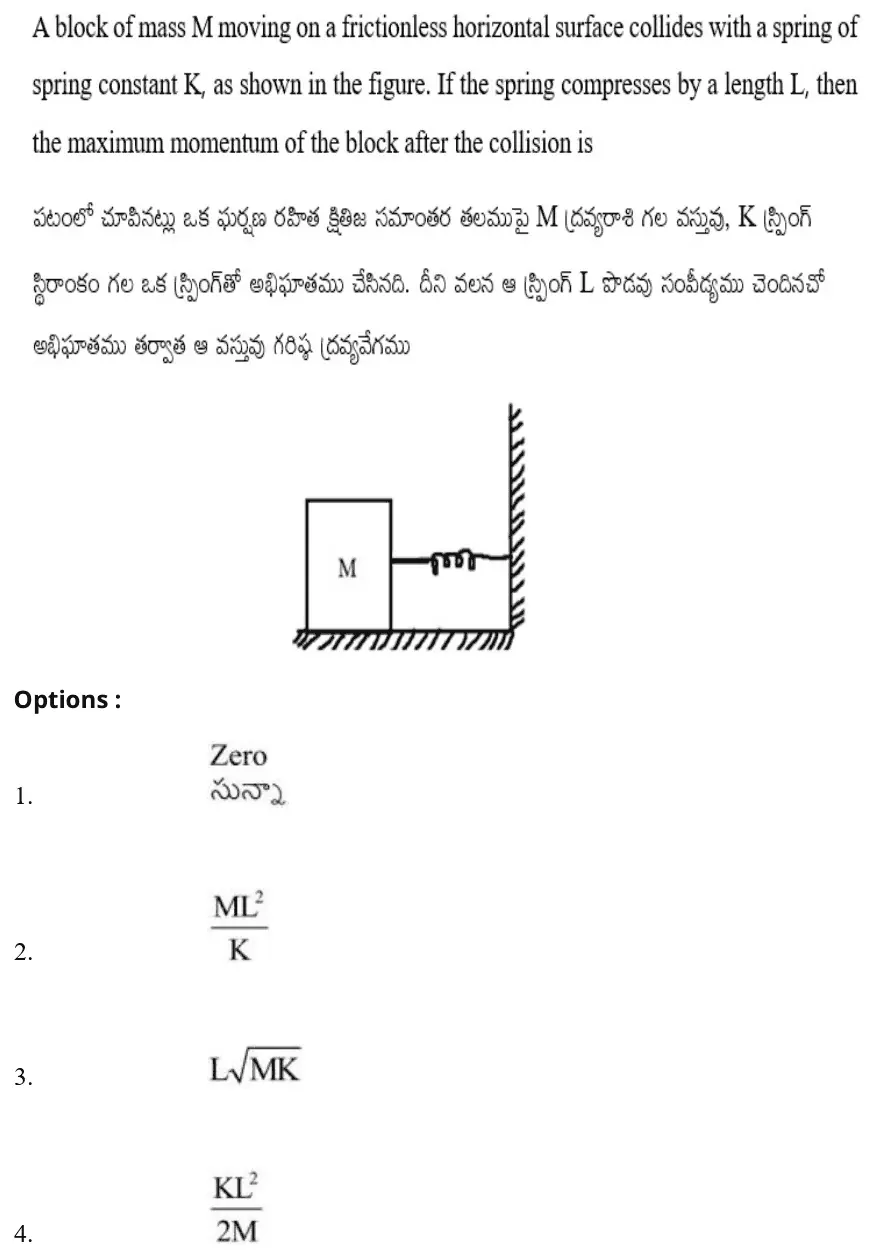 A block of mass M moving on a frictionless horizontal surface collides with a spring of
spring constant K, as shown in the figure. If the spring compresses by a length L, then
the maximum momentum of the block after the collision is
పటంలో చూపినట్లు ఒక ఘర్షణ రహిత క్షితిజ సమాంతర తలముపై M ద్రవ్యరాశి గల వస్తువు, K స్ప్రింగ్
స్థిరాంకం గల ఒక స్ప్రింగ్‌తో అభిఘాతము చేసినది. దీని వలన ఆ స్ప్రింగ్ L పొడవు సంపీడ్యము చెందినచో
అభిఘాతము తర్వాత ఆ వస్తువు గరిష్ఠ ద్రవ్యవేగము
M
Options :
1. Zero
సున్నా
2. ML²/K
3. L√MK
4. KL²/2M